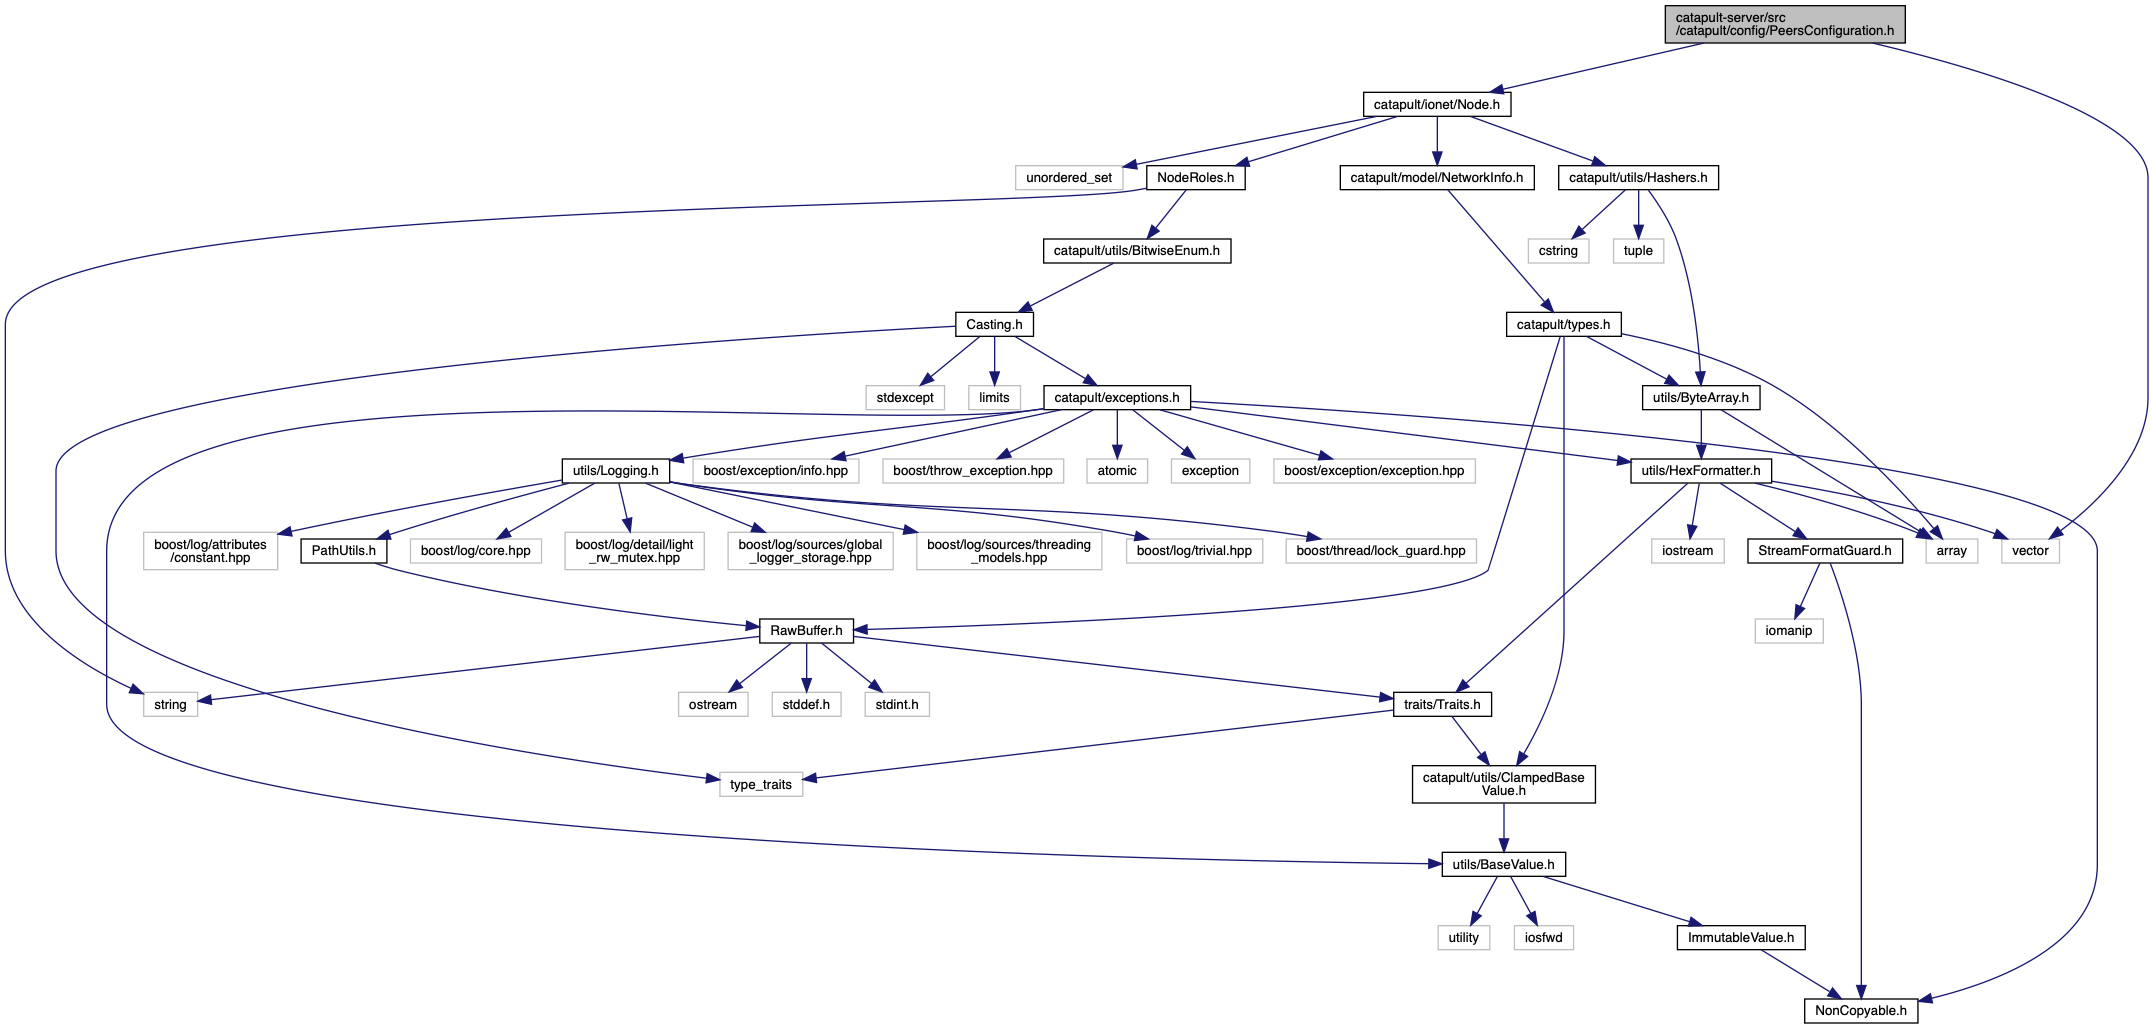 catapult-server/src
/catapult/config/PeersConfiguration.h
catapult/ionet/Node.h
unordered_set
NodeRoles.h
catapult/model/NetworkInfo.h
catapult/utils/Hashers.h
catapult/utils/BitwiseEnum.h
cstring
tuple
Casting.h
catapult/types.h
stdexcept
limits
catapult/exceptions.h
utils/ByteArray.h
utils/Logging.h
boost/exception/info.hpp
boost/throw_exception.hpp
atomic
exception
boost/exception/exception.hpp
utils/HexFormatter.h
boost/log/attributes
/constant.hpp
PathUtils.h
boost/log/core.hpp
boost/log/detail/light
_rw_mutex.hpp
boost/log/sources/global
_logger_storage.hpp
boost/log/sources/threading
_models.hpp
boost/log/trivial.hpp
boost/thread/lock_guard.hpp
iostream
StreamFormatGuard.h
array
vector
RawBuffer.h
iomanip
string
ostream
stddef.h
stdint.h
traits/Traits.h
type_traits
catapult/utils/ClampedBase
Value.h
utils/BaseValue.h
utility
iosfwd
ImmutableValue.h
NonCopyable.h